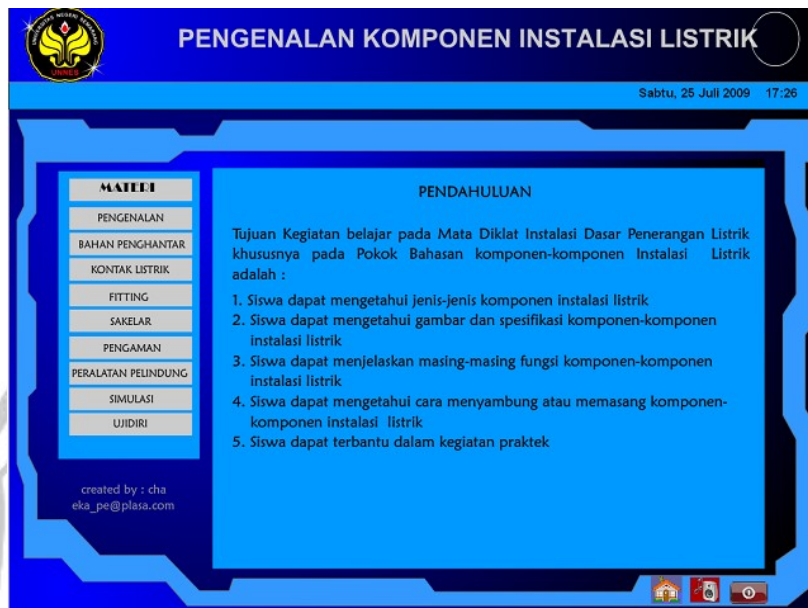 UNIVERSITAS NEGERI SEMARANG
UNNES
PENGENALAN KOMPONEN INSTALASI LISTRIK
Sabtu, 25 Juli 2009 17:26
MATERI
PENGENALAN
BAHAN PENGHANTAR
KONTAK LISTRIK
FITTING
SAKELAR
PENGAMAN
PERALATAN PELINDUNG
SIMULASI
UJIDIRI
created by : cha
eka_pe@plasa.com
PENDAHULUAN
Tujuan Kegiatan belajar pada Mata Diklat Instalasi Dasar Penerangan Listrik
khususnya pada Pokok Bahasan komponen-komponen Instalasi Listrik
adalah :
1. Siswa dapat mengetahui jenis-jenis komponen instalasi listrik
2. Siswa dapat mengetahui gambar dan spesifikasi komponen-komponen
instalasi listrik
3. Siswa dapat menjelaskan masing-masing fungsi komponen-komponen
instalasi listrik
4. Siswa dapat mengetahui cara menyambung atau memasang komponen-
komponen instalasi listrik
5. Siswa dapat terbantu dalam kegiatan praktek